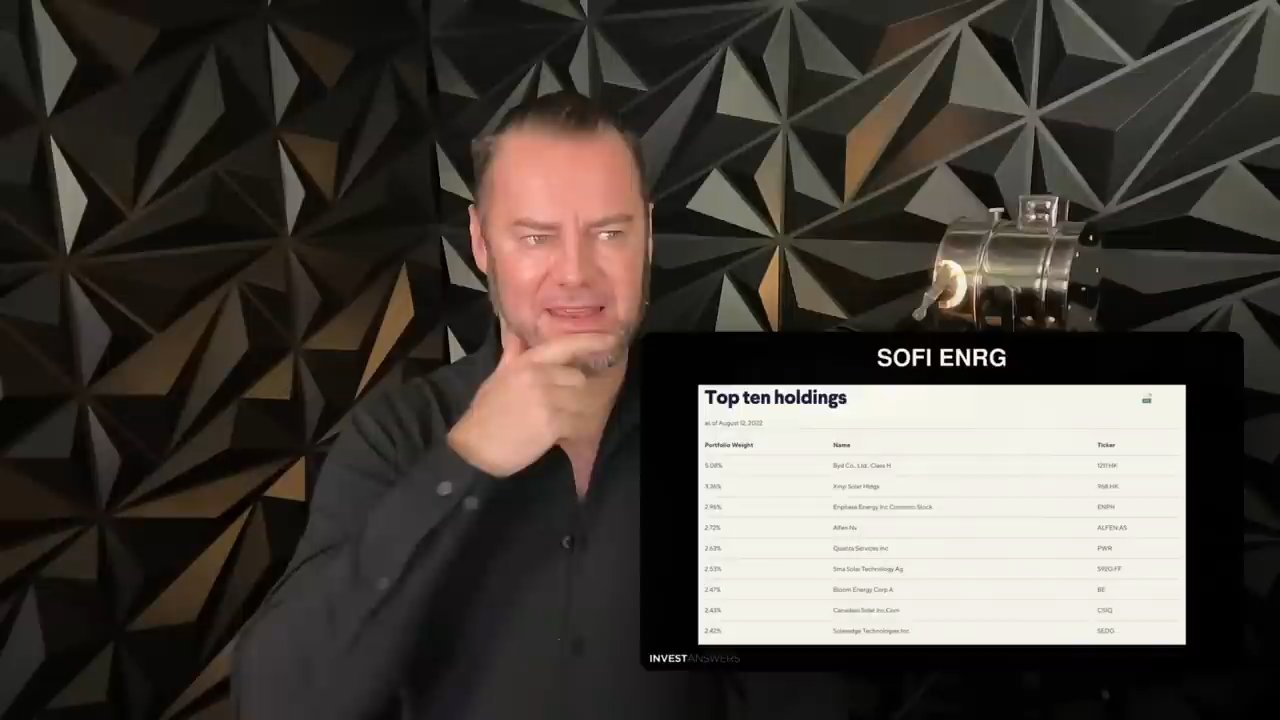 SOFI ENRG
Top ten holdings
as of August 12, 2022
Portfolio Weight Name Ticker
5.08% Byd Co., Ltd. Class H 1211.HK
3.36% Xinyi Solar Hldgs 968.HK
2.96% Enphase Energy Inc Common Stock ENPH
2.72% Alfen Nv ALFEN.AS
2.63% Quanta Services Inc PWR
2.53% Sma Solar Technology Ag S92G.FF
2.47% Bloom Energy Corp A BE
2.43% Canadian Solar Inc.Com CSIQ
2.42% Solaredge Technologies Inc. SEDG
INVESTANSWERS